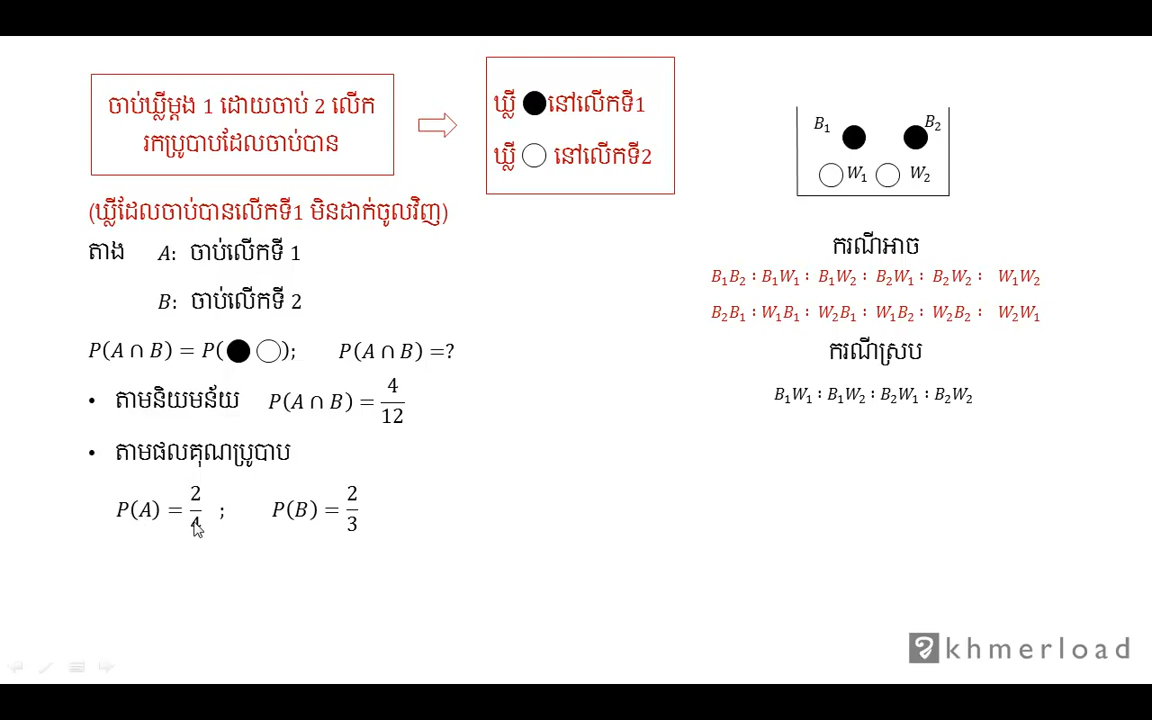 ចាប់ឃ្លីម្តង 1 ដោយចាប់ 2 លើក
រកប្រូបាបដែលចាប់បាន
ឃ្លី ● នៅលើកទី1
ឃ្លី ○ នៅលើកទី2
B₁ B₂
W₁ W₂
(ឃ្លីដែលចាប់បានលើកទី1 មិនដាក់ចូលវិញ)
តាង A: ចាប់លើកទី 1
B: ចាប់លើកទី 2
P(A ∩ B) = P(● ○); P(A ∩ B) =?
• តាមនិយមន័យ P(A ∩ B) = 4/12
• តាមផលគុណប្រូបាប
P(A) = 2/4 ; P(B) = 2/3
ករណីអាច
B₁B₂ : B₁W₁ : B₁W₂ : B₂W₁ : B₂W₂ : W₁W₂
B₂B₁ : W₁B₁ : W₂B₁ : W₁B₂ : W₂B₂ : W₂W₁
ករណីស្រប
B₁W₁ : B₁W₂ : B₂W₁ : B₂W₂
khmerload